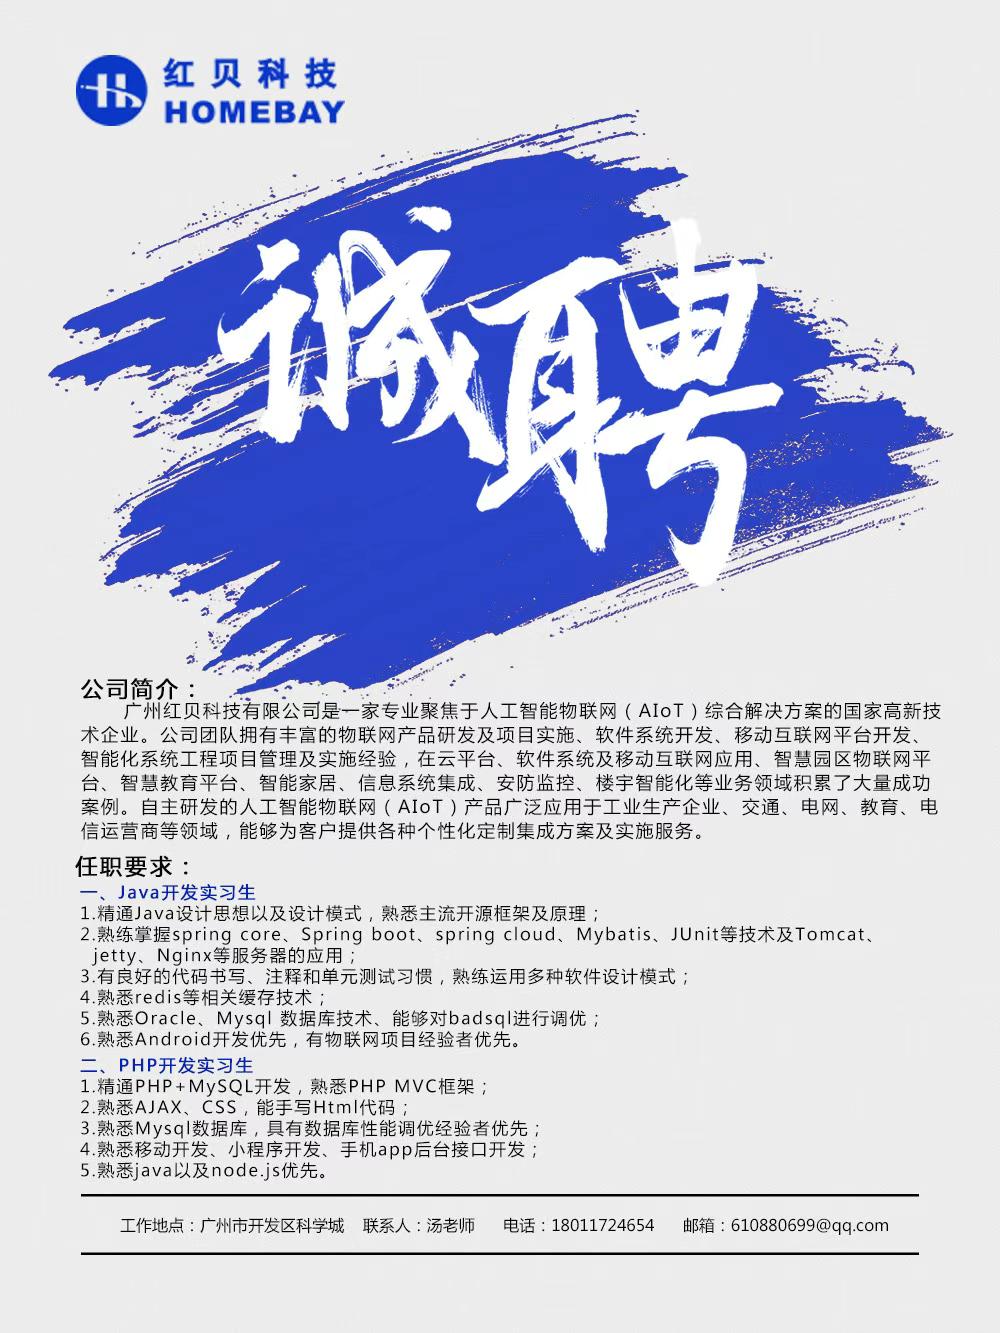 红贝科技
HOMEBAY
诚聘
公司简介：
广州红贝科技有限公司是一家专业聚焦于人工智能物联网（AIoT）综合解决方案的国家高新技
术企业。公司团队拥有丰富的物联网产品研发及项目实施、软件系统开发、移动互联网平台开发、
智能化系统工程项目管理及实施经验，在云平台、软件系统及移动互联网应用、智慧园区物联网平
台、智慧教育平台、智能家居、信息系统集成、安防监控、楼宇智能化等业务领域积累了大量成功
案例。自主研发的人工智能物联网（AIoT）产品广泛应用于工业生产企业、交通、电网、教育、电
信运营商等领域，能够为客户提供各种个性化定制集成方案及实施服务。
任职要求：
一、Java开发实习生
1.精通Java设计思想以及设计模式，熟悉主流开源框架及原理；
2.熟练掌握spring core、Spring boot、spring cloud、Mybatis、JUnit等技术及Tomcat、
jetty、Nginx等服务器的应用；
3.有良好的代码书写、注释和单元测试习惯，熟练运用多种软件设计模式；
4.熟悉redis等相关缓存技术；
5.熟悉Oracle、Mysql 数据库技术、能够对badsql进行调优；
6.熟悉Android开发优先，有物联网项目经验者优先。
二、PHP开发实习生
1.精通PHP+MySQL开发，熟悉PHP MVC框架；
2.熟悉AJAX、CSS，能手写Html代码；
3.熟悉Mysql数据库，具有数据库性能调优经验者优先；
4.熟悉移动开发、小程序开发、手机app后台接口开发；
5.熟悉java以及node.js优先。
工作地点：广州市开发区科学城 联系人：汤老师 电话：18011724654 邮箱：610880699@qq.com